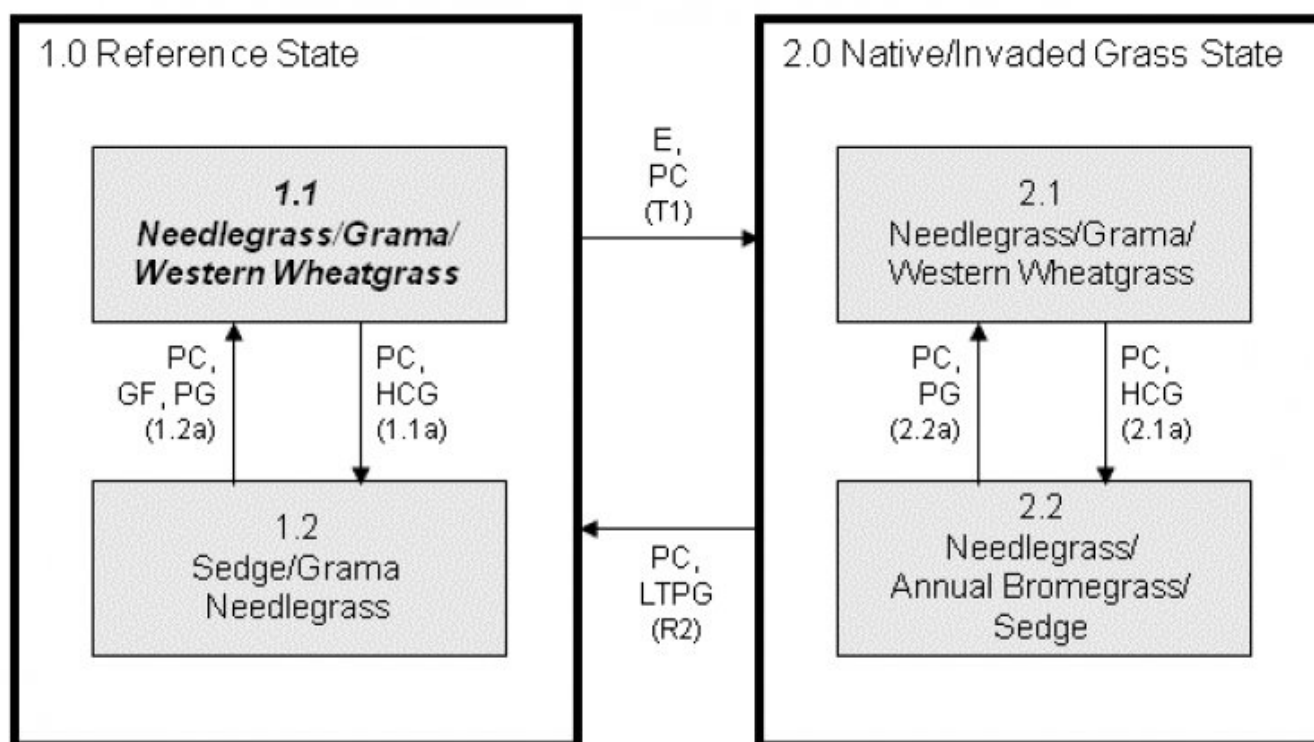 1.0 Reference State
1.1
Needlegrass/Grama/
Western Wheatgrass
PC,
GF, PG
(1.2a)
PC,
HCG
(1.1a)
1.2
Sedge/Grama
Needlegrass
E,
PC
(T1)
PC,
LTPG
(R2)
2.0 Native/Invaded Grass State
2.1
Needlegrass/Grama/
Western Wheatgrass
PC,
PG
(2.2a)
PC,
HCG
(2.1a)
2.2
Needlegrass/
Annual Bromegrass/
Sedge